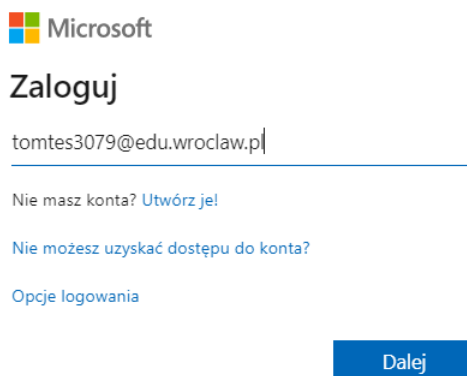 Microsoft
Zaloguj
tomtes3079@edu.wroclaw.pl
Nie masz konta? Utwórz je!
Nie możesz uzyskać dostępu do konta?
Opcje logowania
Dalej